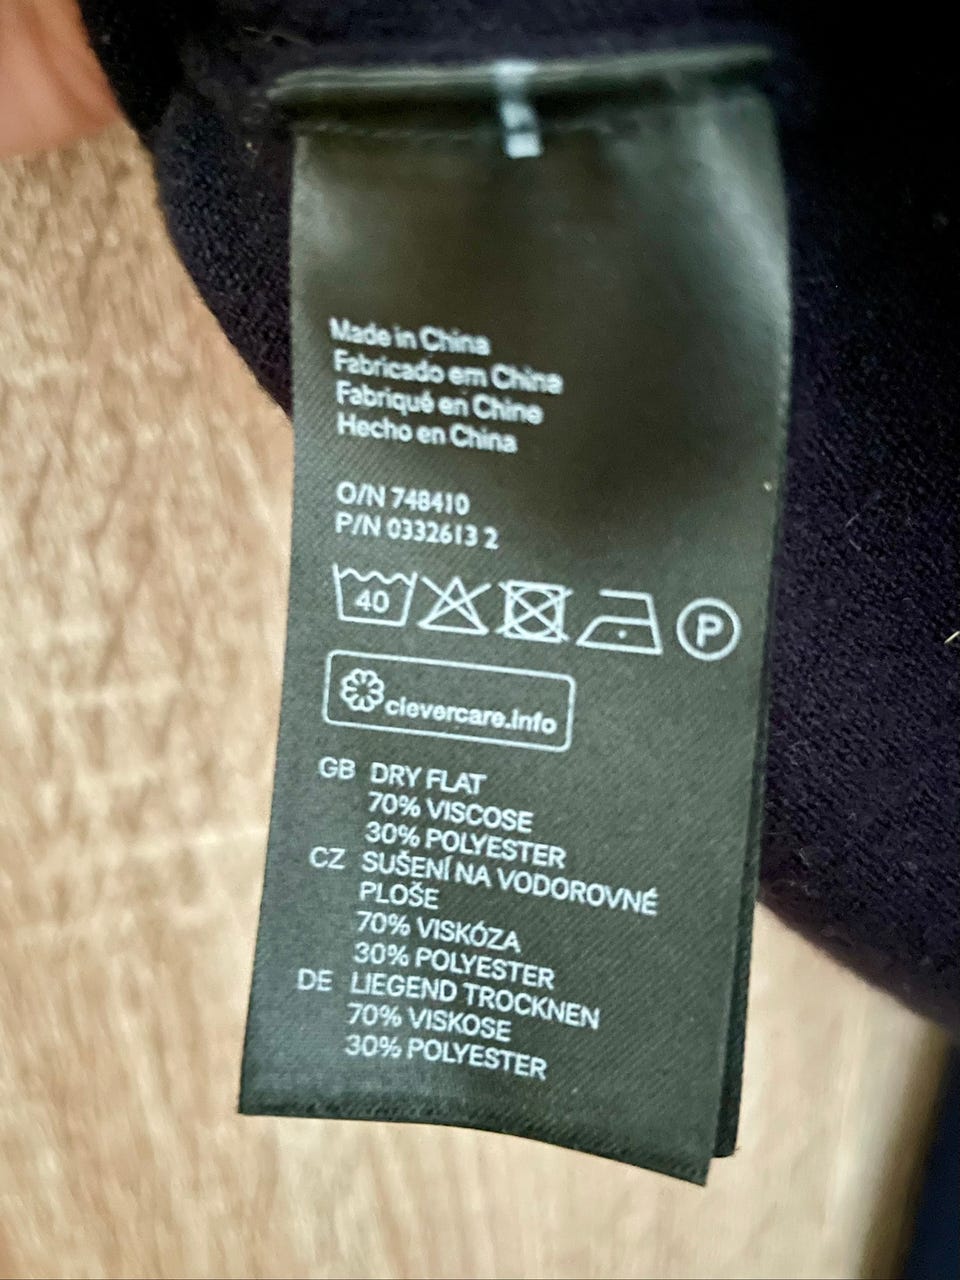 Made in China
Fabricado em China
Fabriqué en Chine
Hecho en China
O/N 748410
P/N 0332613 2
40 P
clevercare.info
GB DRY FLAT
70% VISCOSE
30% POLYESTER
CZ SUŠENÍ NA VODOROVNÉ
PLOŠE
70% VISKÓZA
30% POLYESTER
DE LIEGEND TROCKNEN
70% VISKOSE
30% POLYESTER